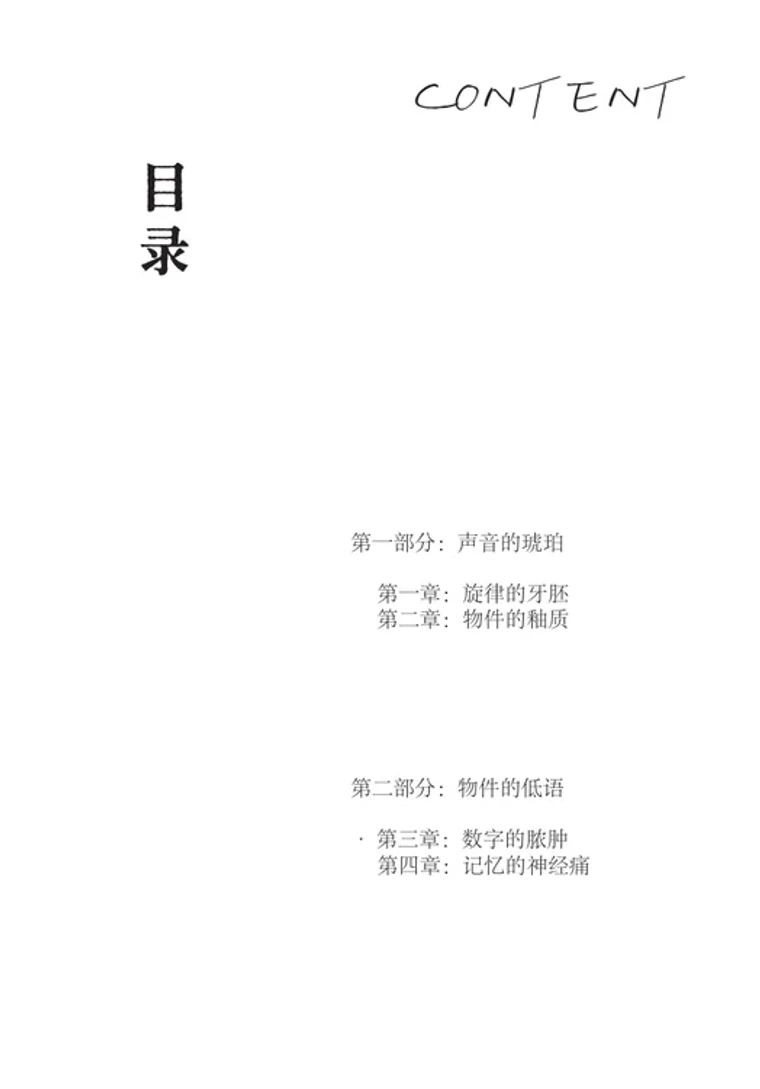 CONTENT
目录
第一部分：声音的琥珀
第一章：旋律的牙胚
第二章：物件的釉质
第二部分：物件的低语
· 第三章：数字的脓肿
第四章：记忆的神经痛